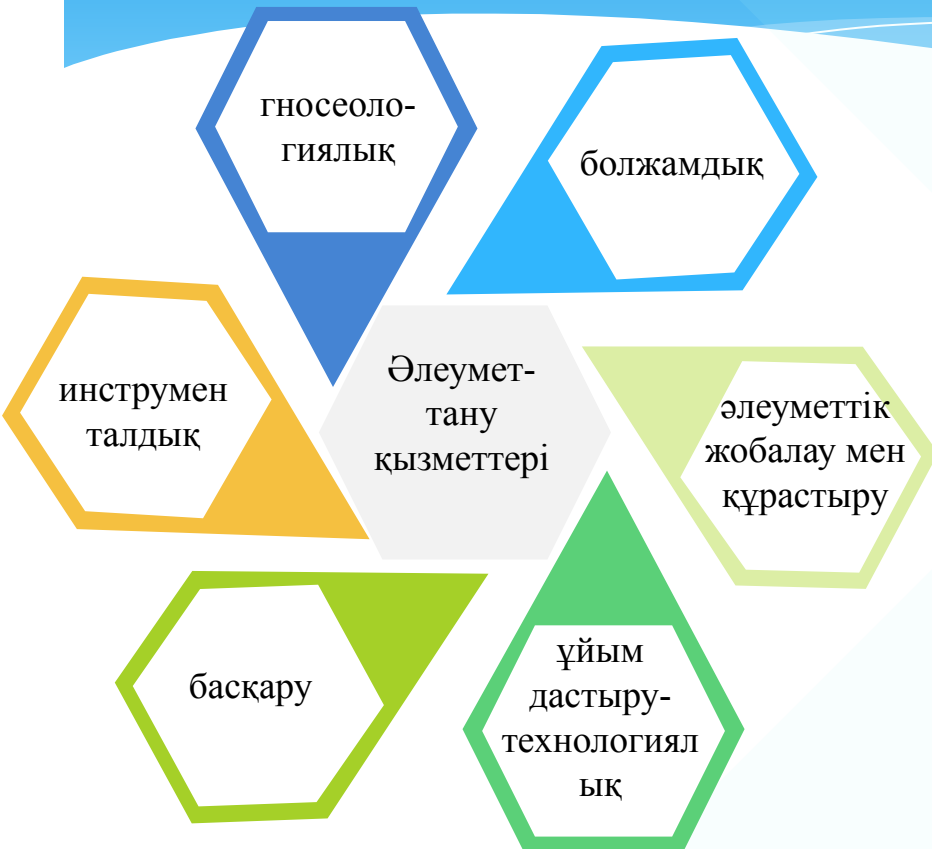 гносеоло-
гиялық
болжамдық
Әлеумет-
тану
қызметтері
инструмен
талдық
әлеуметтік
жобалау мен
құрастыру
басқару
ұйым
дастыру-
технологиял
ық